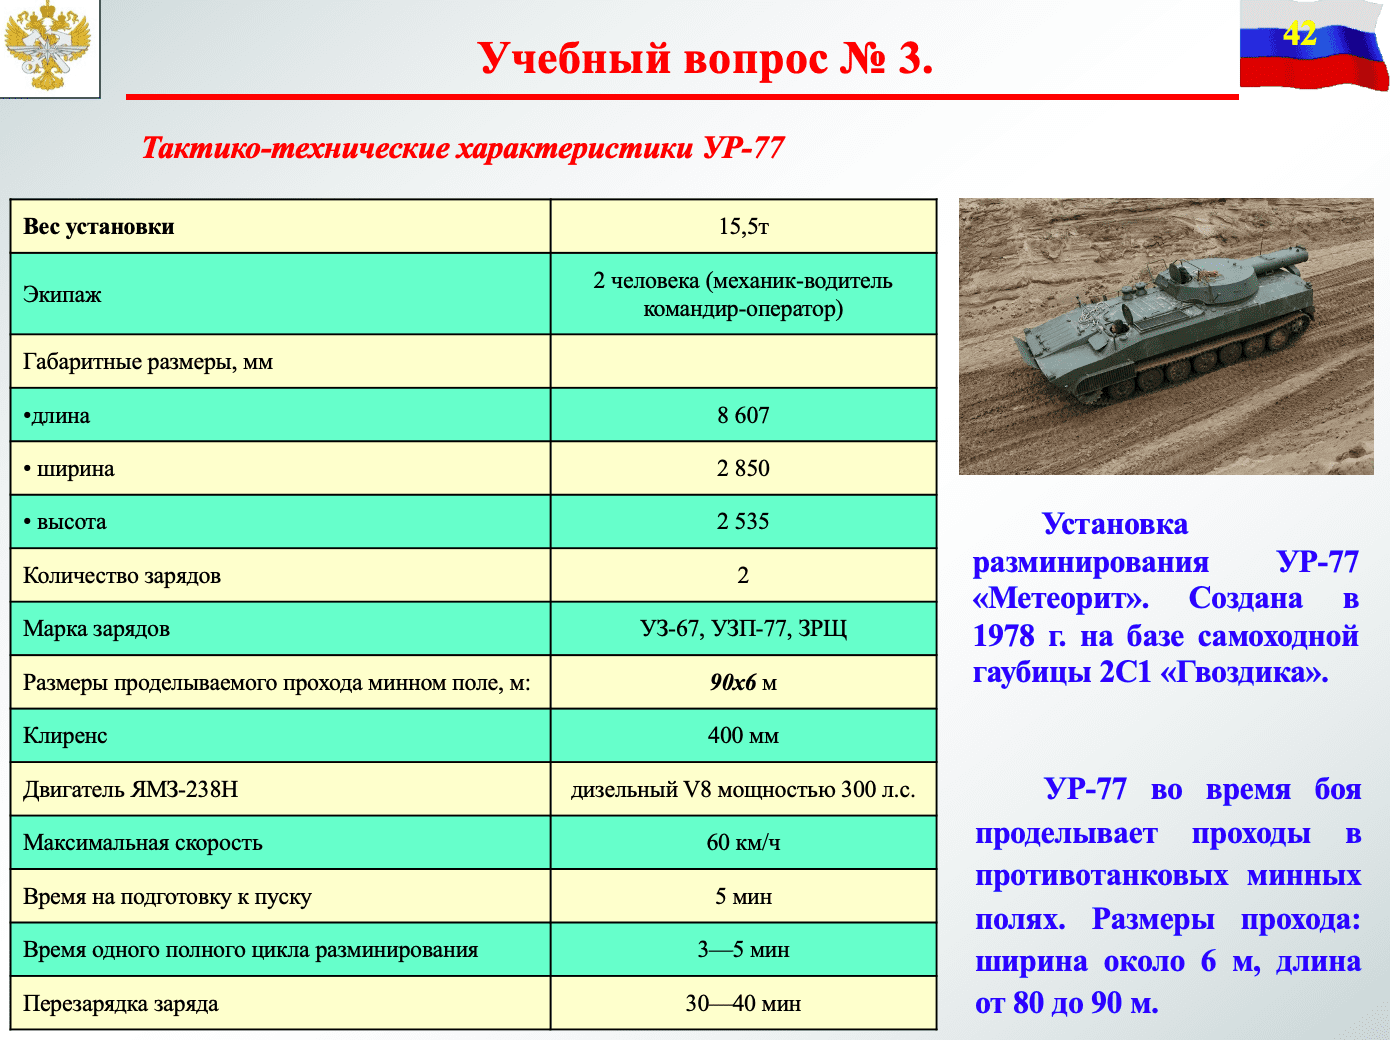 42
Учебный вопрос № 3.
Тактико-технические характеристики УР-77
Вес установки 15,5т
Экипаж 2 человека (механик-водитель
командир-оператор)
Габаритные размеры, мм
•длина 8 607
• ширина 2 850
• высота 2 535
Количество зарядов 2
Марка зарядов УЗ-67, УЗП-77, ЗРЩ
Размеры проделываемого прохода минном поле, м: 90х6 м
Клиренс 400 мм
Двигатель ЯМЗ-238Н дизельный V8 мощностью 300 л.с.
Максимальная скорость 60 км/ч
Время на подготовку к пуску 5 мин
Время одного полного цикла разминирования 3—5 мин
Перезарядка заряда 30—40 мин
Установка
разминирования УР-77
«Метеорит». Создана в
1978 г. на базе самоходной
гаубицы 2С1 «Гвоздика».
УР-77 во время боя
проделывает проходы в
противотанковых минных
полях. Размеры прохода:
ширина около 6 м, длина
от 80 до 90 м.